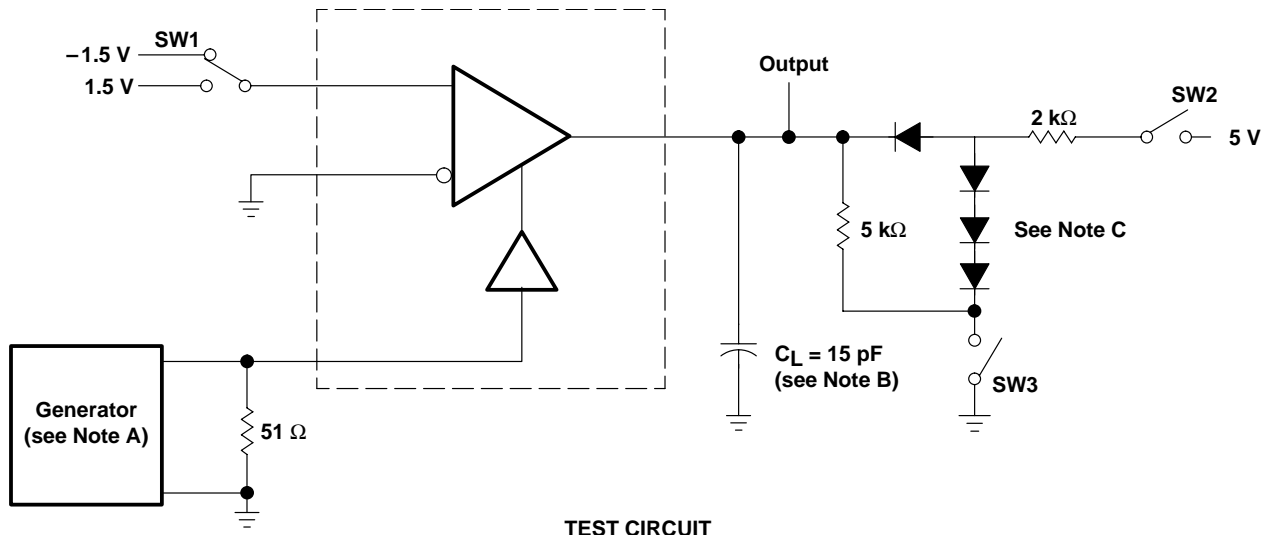 SW1
–1.5 V
1.5 V
Output
SW2
2 kΩ
5 V
5 kΩ
See Note C
CL = 15 pF
(see Note B)
SW3
Generator
(see Note A)
51 Ω
TEST CIRCUIT